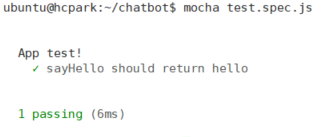 ubuntu@hcpark:~/chatbot$ mocha test.spec.js
App test!
✓ sayHello should return hello
1 passing (6ms)